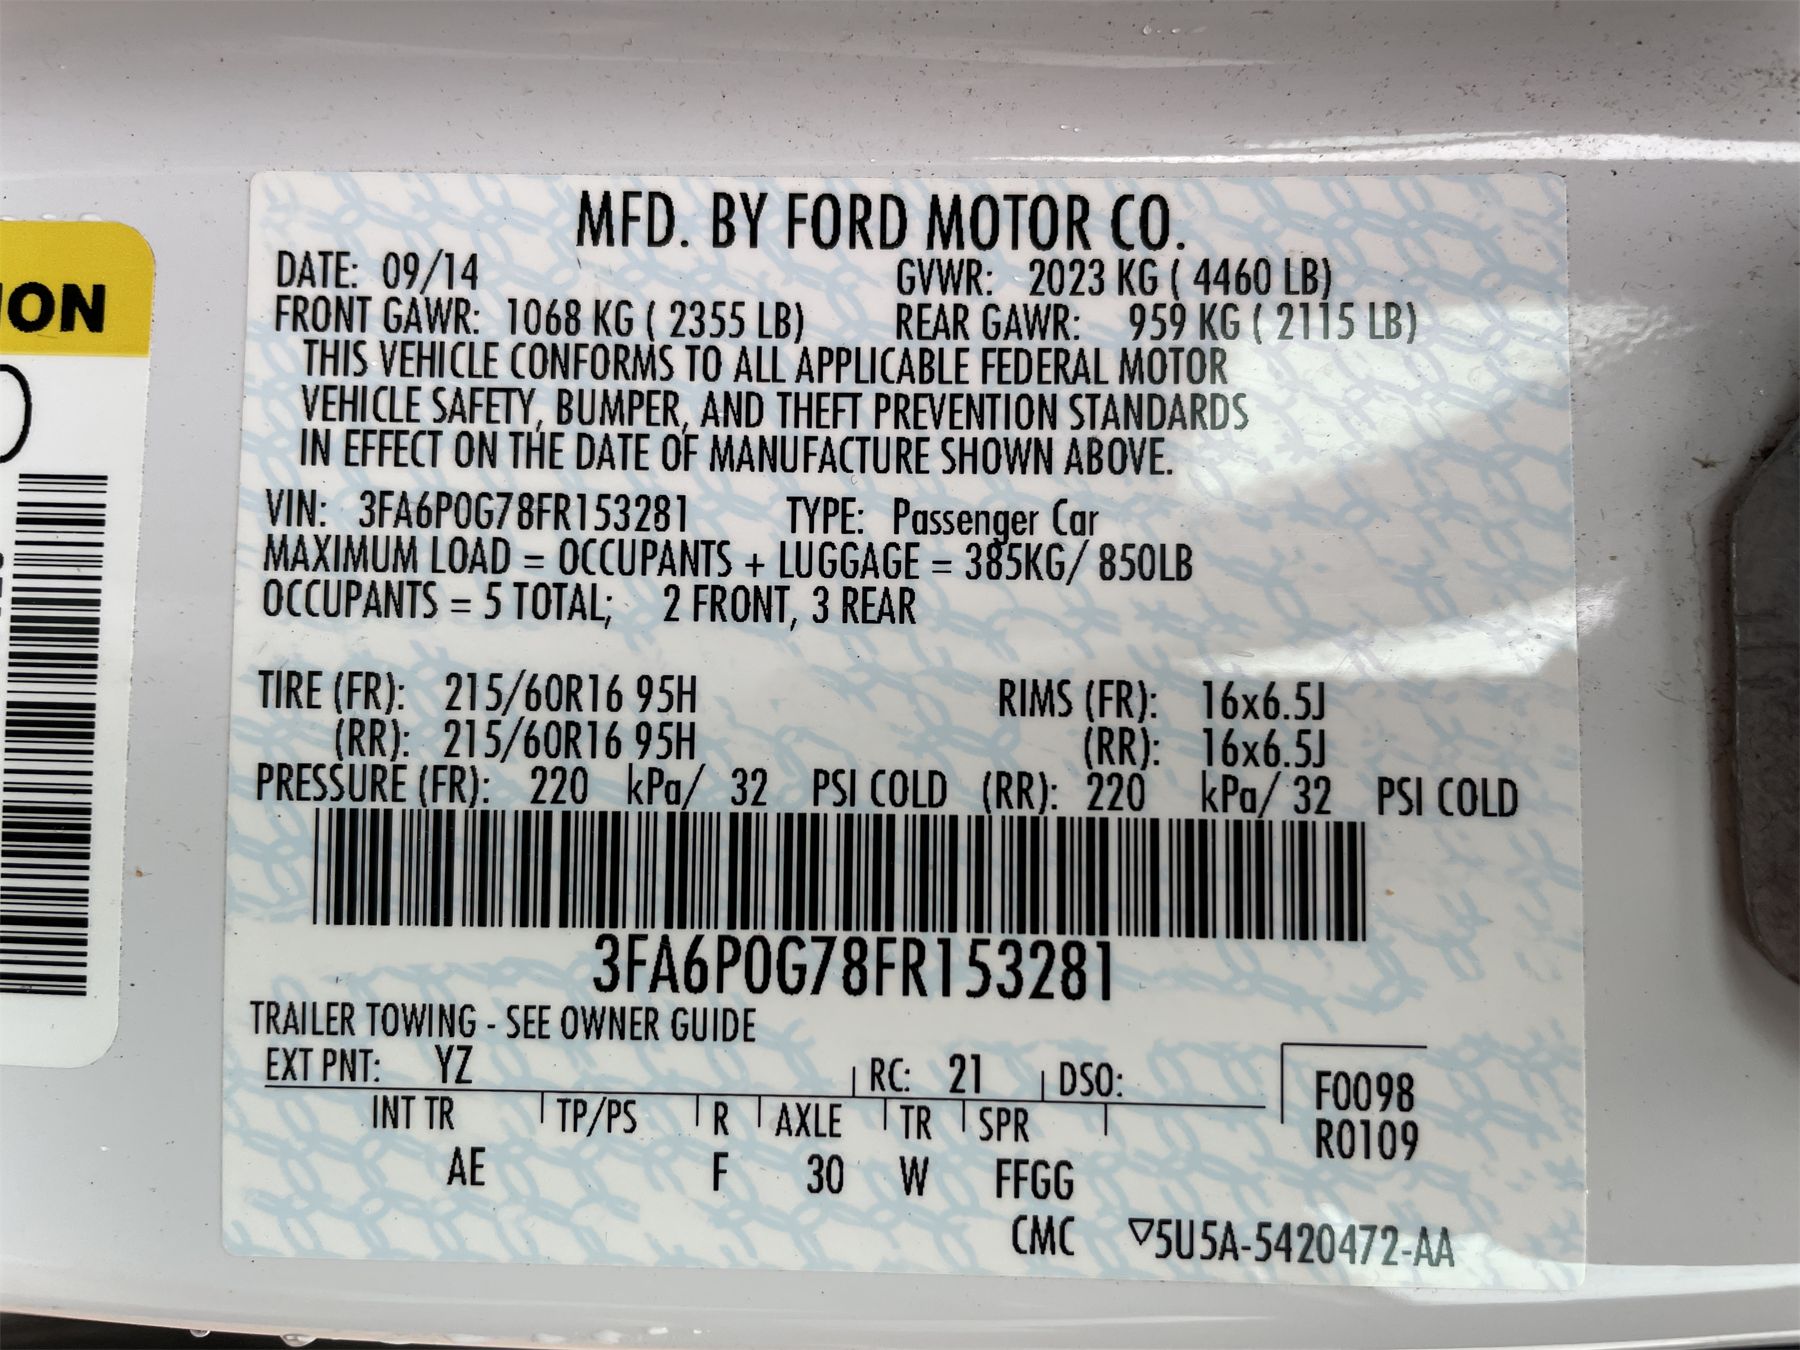 MFD. BY FORD MOTOR CO.
DATE: 09/14 GVWR: 2023 KG ( 4460 LB)
FRONT GAWR: 1068 KG ( 2355 LB) REAR GAWR: 959 KG ( 2115 LB)
THIS VEHICLE CONFORMS TO ALL APPLICABLE FEDERAL MOTOR
VEHICLE SAFETY, BUMPER, AND THEFT PREVENTION STANDARDS
IN EFFECT ON THE DATE OF MANUFACTURE SHOWN ABOVE.
VIN: 3FA6P0G78FR153281 TYPE: Passenger Car
MAXIMUM LOAD = OCCUPANTS + LUGGAGE = 385KG/ 850LB
OCCUPANTS = 5 TOTAL; 2 FRONT, 3 REAR
TIRE (FR): 215/60R16 95H RIMS (FR): 16x6.5J
(RR): 215/60R16 95H (RR): 16x6.5J
PRESSURE (FR): 220 kPa/ 32 PSI COLD (RR): 220 kPa/ 32 PSI COLD
3FA6P0G78FR153281
TRAILER TOWING - SEE OWNER GUIDE
EXT PNT: YZ RC: 21 DSO: F0098
INT TR TP/PS R AXLE TR SPR R0109
AE F 30 W FFGG
CMC ▽5U5A-5420472-AA